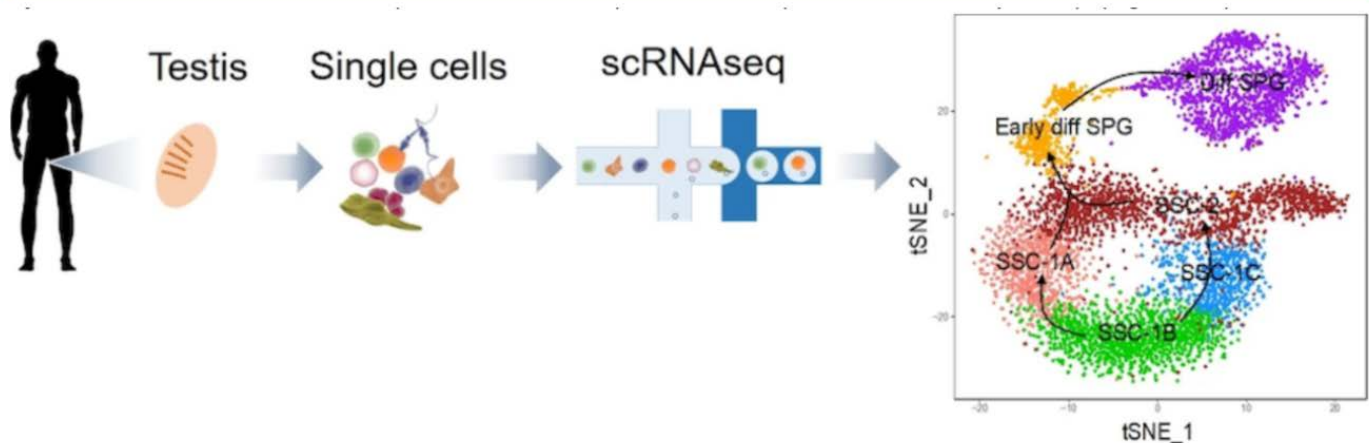 Testis
Single cells
scRNAseq
Diff SPG
Early diff SPG
SSC-2
SSC-1A
SSC-1C
SSC-1B
tSNE_2
20
0
-20
-20
-10
0
10
20
tSNE_1